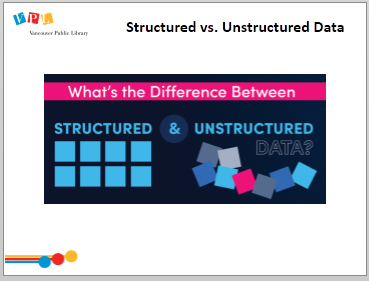 VPL
Vancouver Public Library
Structured vs. Unstructured Data
What's the Difference Between
STRUCTURED & UNSTRUCTURED
DATA?